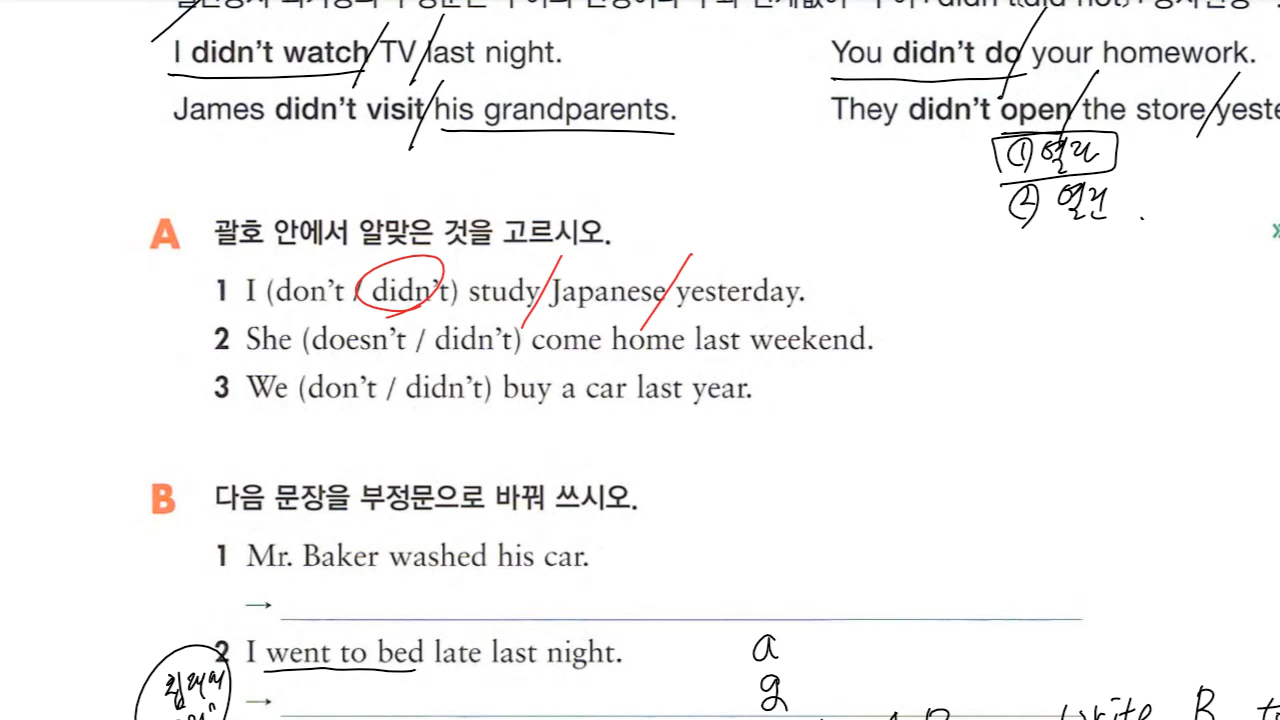 I didn't watch TV last night.
You didn't do your homework.
James didn't visit his grandparents.
They didn't open the store
① 열다
② 열린
A 괄호 안에서 알맞은 것을 고르시오.
1 I (don't / didn't) study Japanese yesterday.
2 She (doesn't / didn't) come home last weekend.
3 We (don't / didn't) buy a car last year.
B 다음 문장을 부정문으로 바꿔 쓰시오.
1 Mr. Baker washed his car.
→
2 I went to bed late last night.
a
g
→
write B